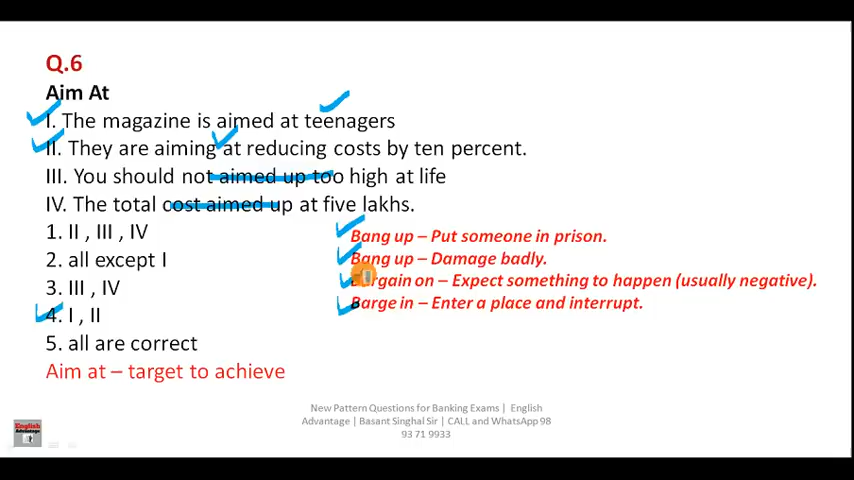 Q.6
Aim At
I. The magazine is aimed at teenagers
II. They are aiming at reducing costs by ten percent.
III. You should not aimed up too high at life
IV. The total cost aimed up at five lakhs.
1. II , III , IV
2. all except I
3. III , IV
4. I , II
5. all are correct
Aim at – target to achieve
Bang up – Put someone in prison.
Bang up – Damage badly.
Bargain on – Expect something to happen (usually negative).
Barge in – Enter a place and interrupt.
New Pattern Questions for Banking Exams | English
Advantage | Basant Singhal Sir | CALL and WhatsApp 98
93 71 9933
English
Advantage